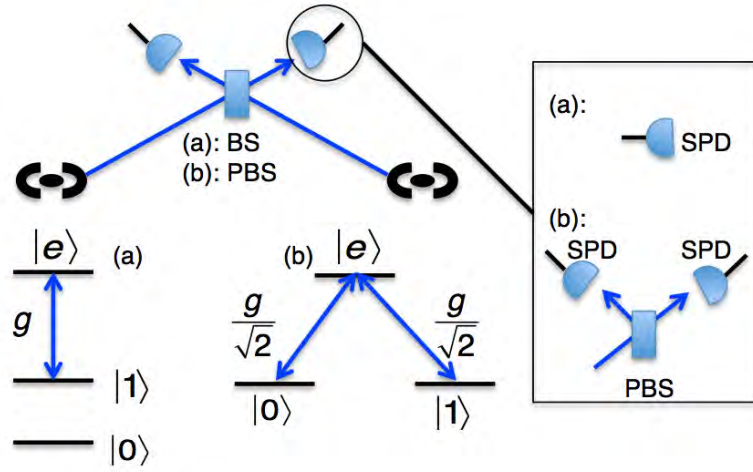 (a): BS
(b): PBS
(a):
SPD
(b):
SPD
SPD
PBS
|e⟩
(a)
g
|1⟩
|0⟩
(b)
|e⟩
g/√2
g/√2
|0⟩
|1⟩